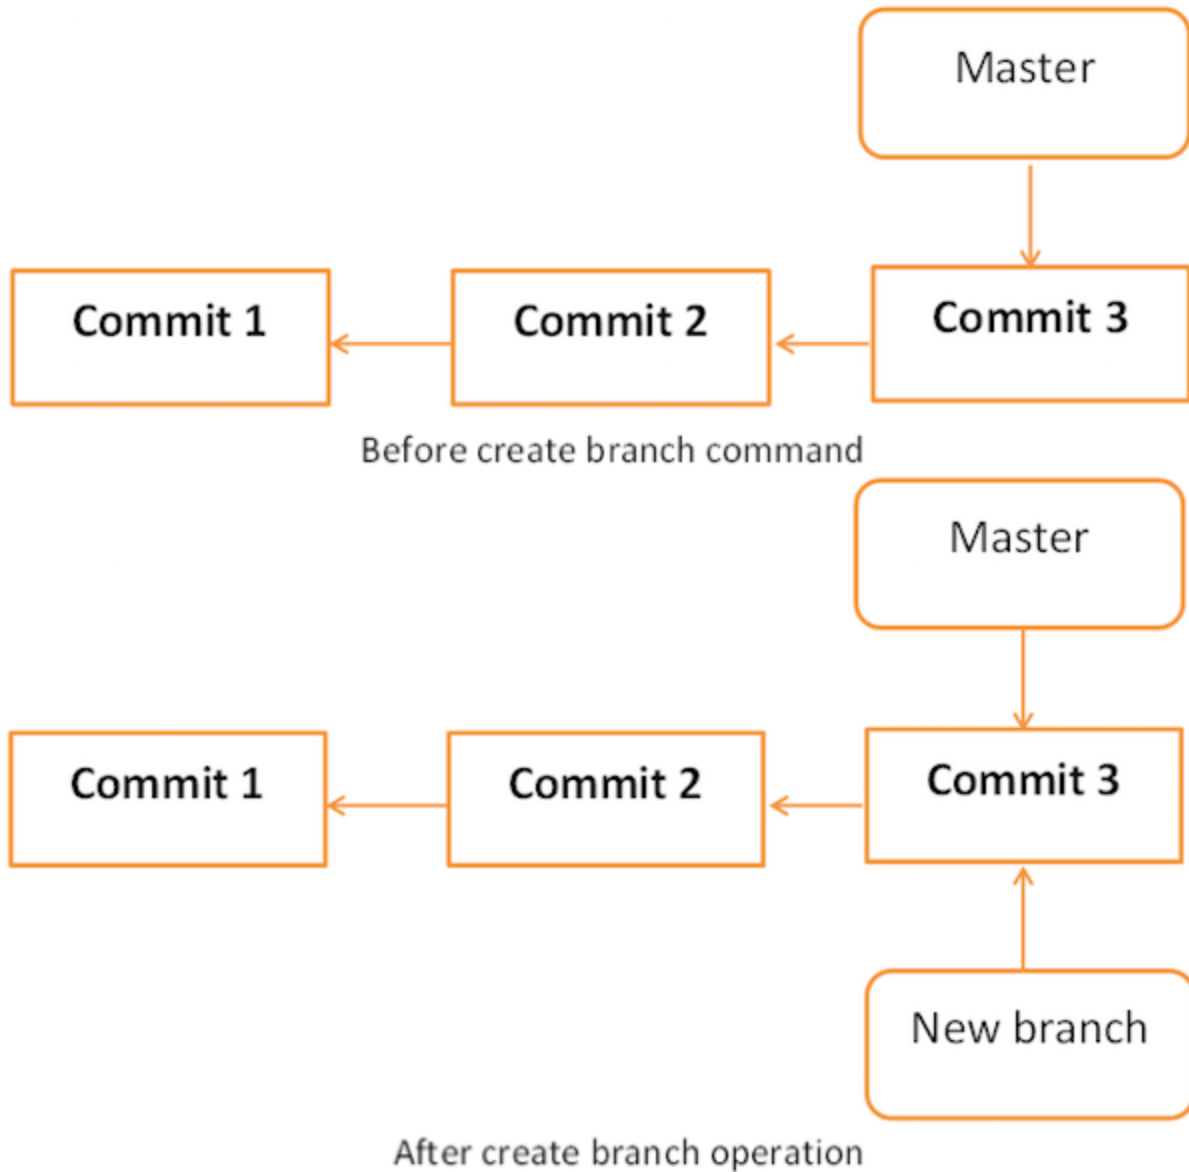 Master
Commit 1
Commit 2
Commit 3
Before create branch command
Master
Commit 1
Commit 2
Commit 3
New branch
After create branch operation